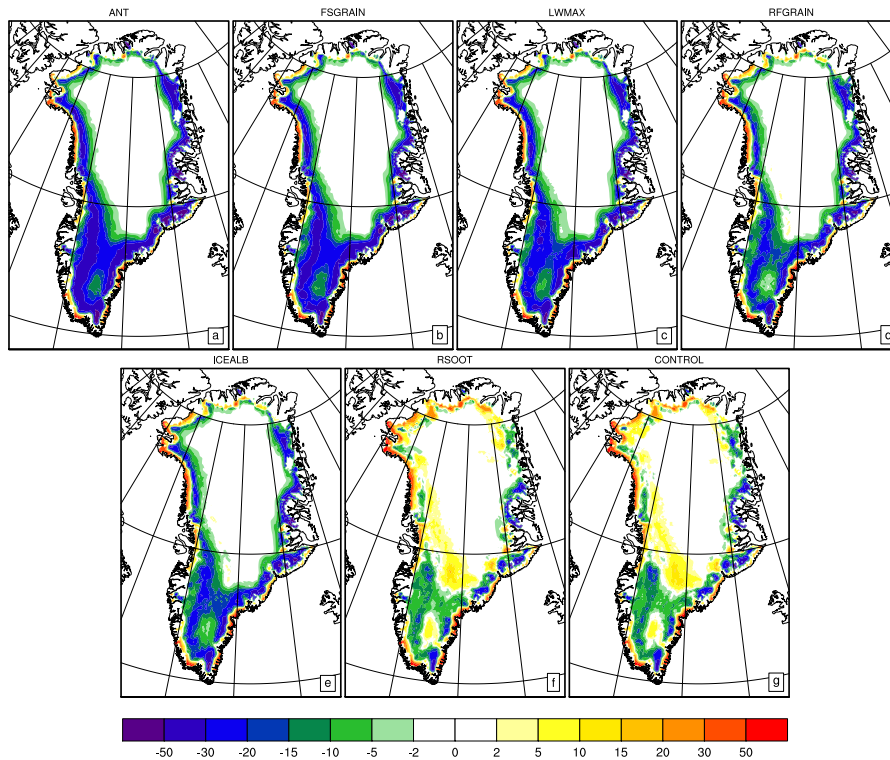 ANT FSGRAIN LWMAX RFGRAIN
a b c d
ICEALB RSOOT CONTROL
e f g
-50 -30 -20 -15 -10 -5 -2 0 2 5 10 15 20 30 50